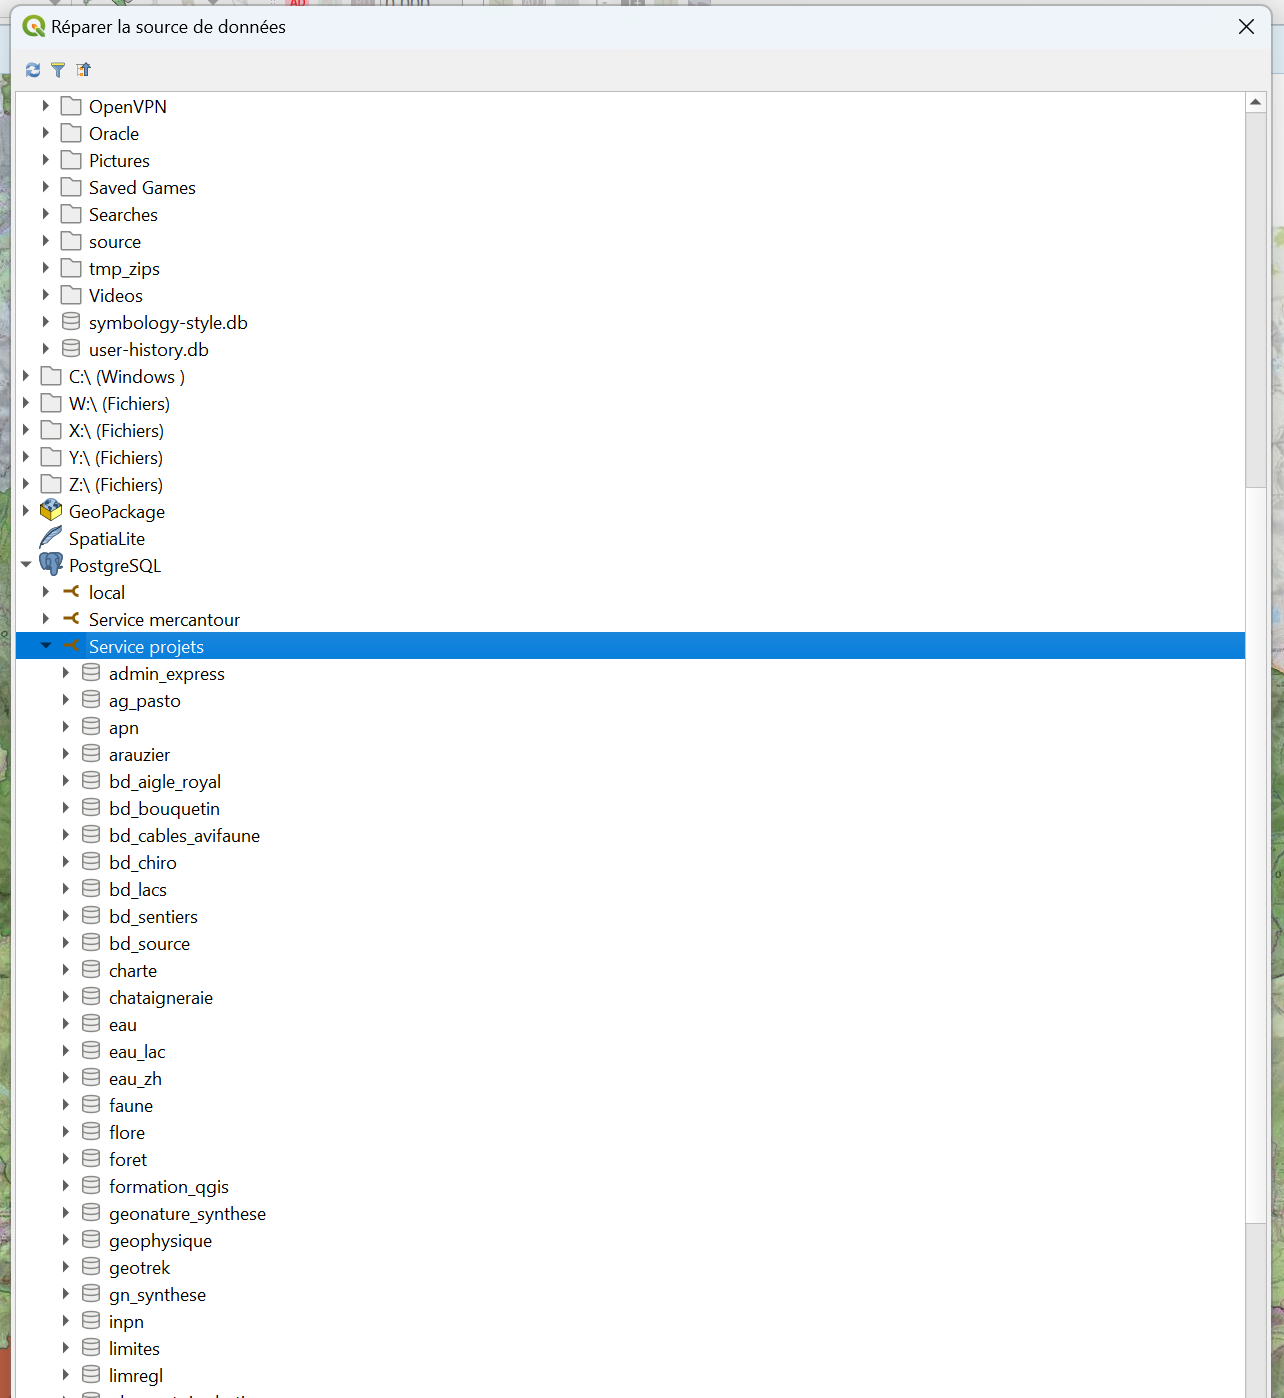 Réparer la source de données
OpenVPN
Oracle
Pictures
Saved Games
Searches
source
tmp_zips
Videos
symbology-style.db
user-history.db
C:\ (Windows )
W:\ (Fichiers)
X:\ (Fichiers)
Y:\ (Fichiers)
Z:\ (Fichiers)
GeoPackage
SpatiaLite
PostgreSQL
local
Service mercantour
Service projets
admin_express
ag_pasto
apn
arauzier
bd_aigle_royal
bd_bouquetin
bd_cables_avifaune
bd_chiro
bd_lacs
bd_sentiers
bd_source
charte
chataigneraie
eau
eau_lac
eau_zh
faune
flore
foret
formation_qgis
geonature_synthese
geophysique
geotrek
gn_synthese
inpn
limites
limregl